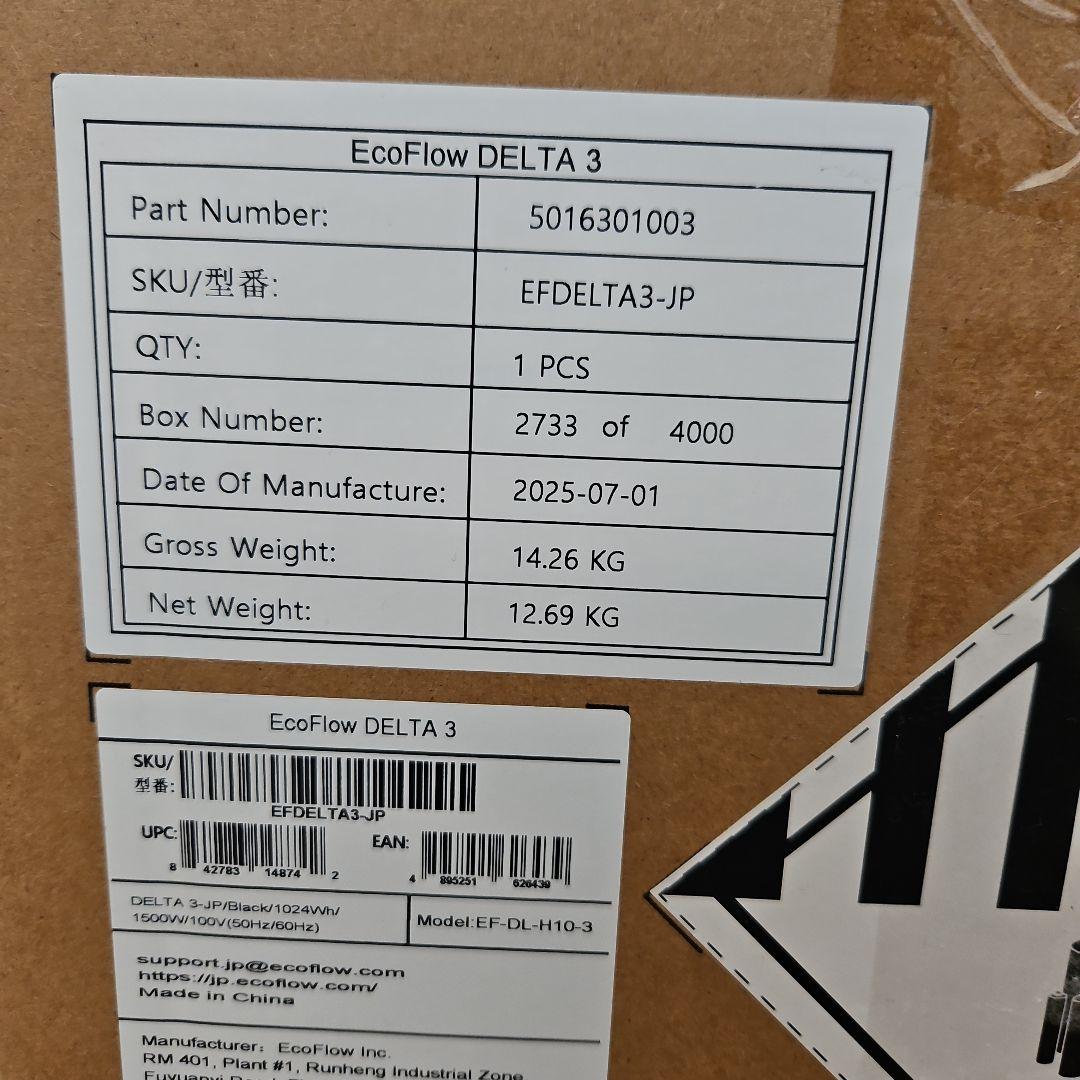 EcoFlow DELTA 3
Part Number: 5016301003
SKU/型番: EFDELTA3-JP
QTY: 1 PCS
Box Number: 2733 of 4000
Date Of Manufacture: 2025-07-01
Gross Weight: 14.26 KG
Net Weight: 12.69 KG
EcoFlow DELTA 3
SKU/
型番:
EFDELTA3-JP
UPC: EAN:
8 42783 14874 2 4 895251 626439
DELTA 3-JP/Black/1024Wh/
1500W/100V(50Hz/60Hz)
Model:EF-DL-H10-3
support.jp@ecoflow.com
https://jp.ecoflow.com/
Made in China
Manufacturer: EcoFlow Inc.
RM 401, Plant #1, Runheng Industrial Zone